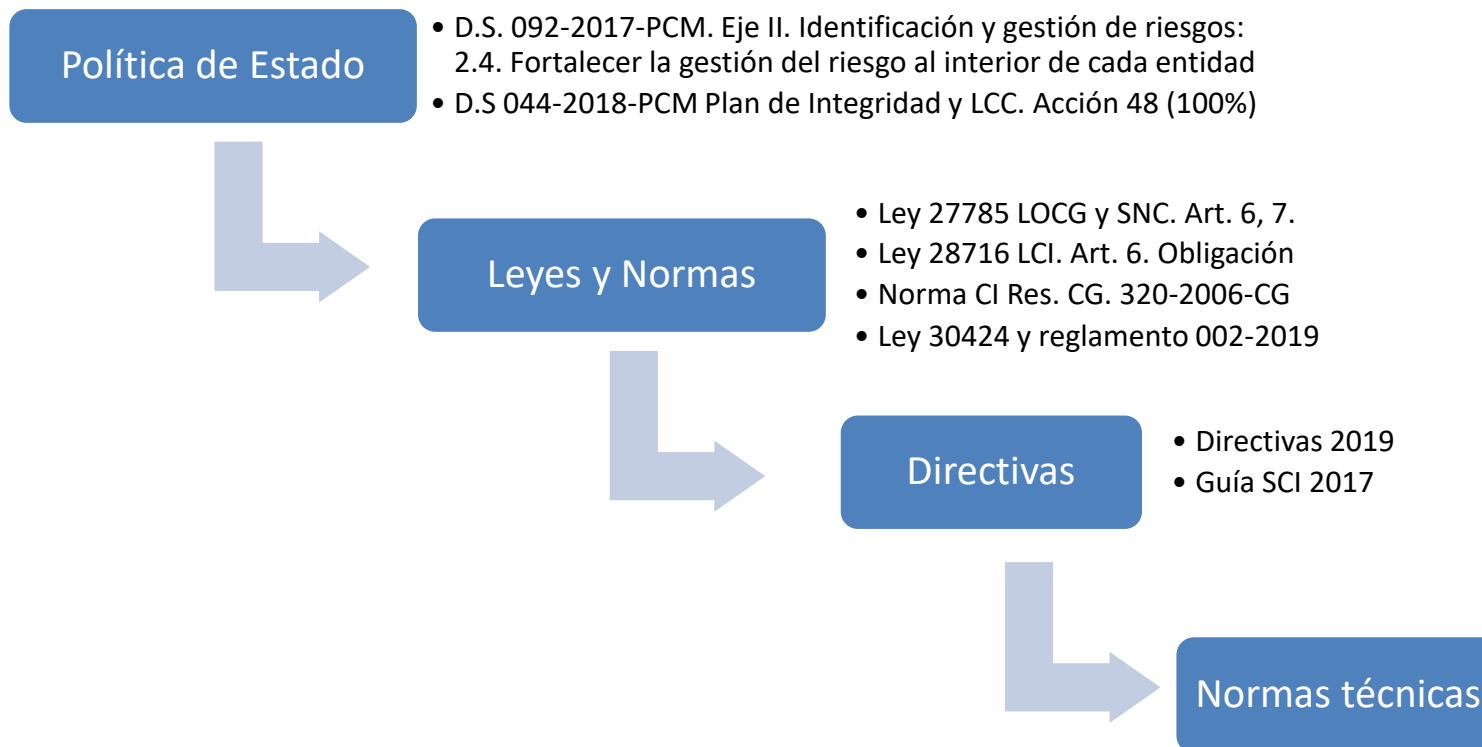 Política de Estado
• D.S. 092-2017-PCM. Eje II. Identificación y gestión de riesgos:
2.4. Fortalecer la gestión del riesgo al interior de cada entidad
• D.S 044-2018-PCM Plan de Integridad y LCC. Acción 48 (100%)
Leyes y Normas
• Ley 27785 LOCG y SNC. Art. 6, 7.
• Ley 28716 LCI. Art. 6. Obligación
• Norma CI Res. CG. 320-2006-CG
• Ley 30424 y reglamento 002-2019
Directivas
• Directivas 2019
• Guía SCI 2017
Normas técnicas